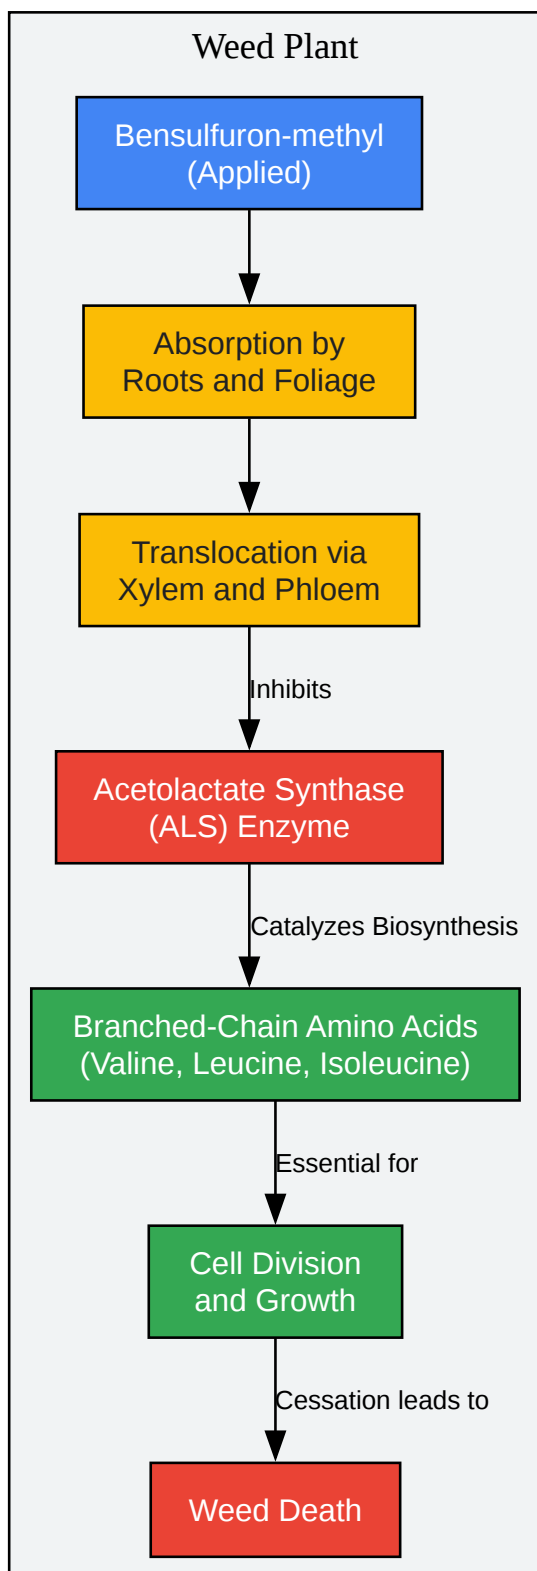 Weed Plant
Bensulfuron-methyl
(Applied)
Absorption by
Roots and Foliage
Translocation via
Xylem and Phloem
Inhibits
Acetolactate Synthase
(ALS) Enzyme
Catalyzes Biosynthesis
Branched-Chain Amino Acids
(Valine, Leucine, Isoleucine)
Essential for
Cell Division
and Growth
Cessation leads to
Weed Death